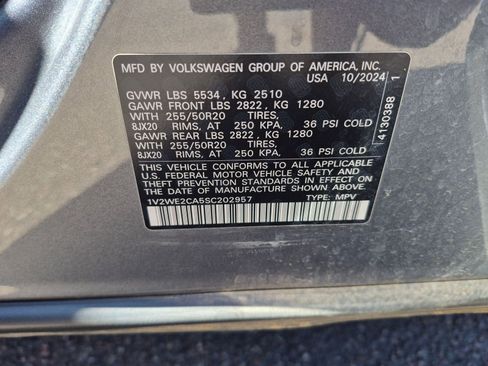 MFD BY VOLKSWAGEN GROUP OF AMERICA, INC.
USA 10/2024
GVWR LBS 5534, KG 2510
GAWR FRONT LBS 2822, KG 1280
WITH 255/50R20 TIRES,
8JX20 RIMS, AT 250 KPA, 36 PSI COLD
GAWR REAR LBS 2822, KG 1280
WITH 255/50R20 TIRES,
8JX20 RIMS, AT 250 KPA, 36 PSI COLD
THIS VEHICLE CONFORMS TO ALL APPLICABLE
U.S. FEDERAL MOTOR VEHICLE SAFETY AND
THEFT PREVENTION STANDARDS IN EFFECT ON
THE DATE OF MANUFACTURE SHOWN ABOVE.
1V2WE2CA5SC202957 TYPE: MPV
4130388 1